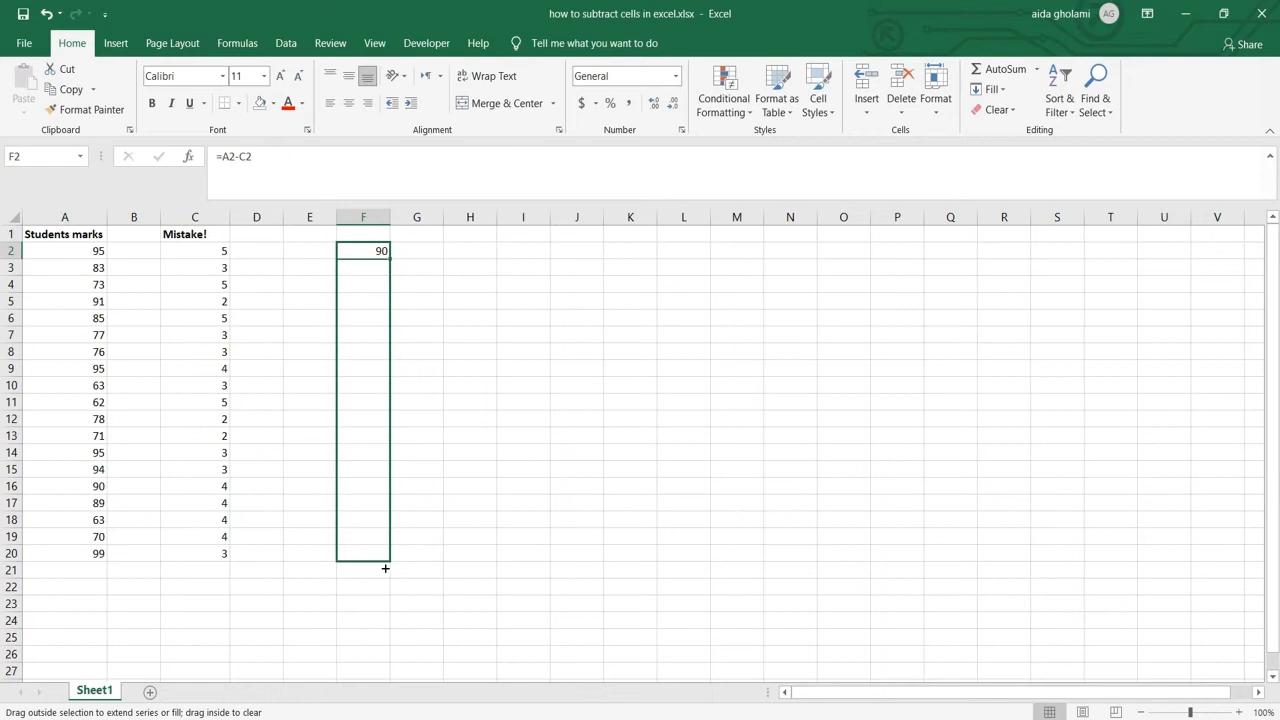 how to subtract cells in excel.xlsx - Excel
aida gholami AG
File Home Insert Page Layout Formulas Data Review View Developer Help Tell me what you want to do Share
Paste Cut Copy Format Painter
Calibri 11
B I U A
Wrap Text
Merge & Center
General
$ % ,
Conditional Formatting Format as Table Cell Styles
Insert Delete Format
AutoSum Fill Clear
Sort & Filter Find & Select
Clipboard Font Alignment Number Styles Cells Editing
F2 fx =A2-C2
A B C D E F G H I J K L M N O P Q R S T U V
1 Students marks Mistake!
2 95 5 90
3 83 3
4 73 5
5 91 2
6 85 5
7 77 3
8 76 3
9 95 4
10 63 3
11 62 5
12 78 2
13 71 2
14 95 3
15 94 3
16 90 4
17 89 4
18 63 4
19 70 4
20 99 3
21
22
23
24
25
26
27
Sheet1
Drag outside selection to extend series or fill; drag inside to clear 100%